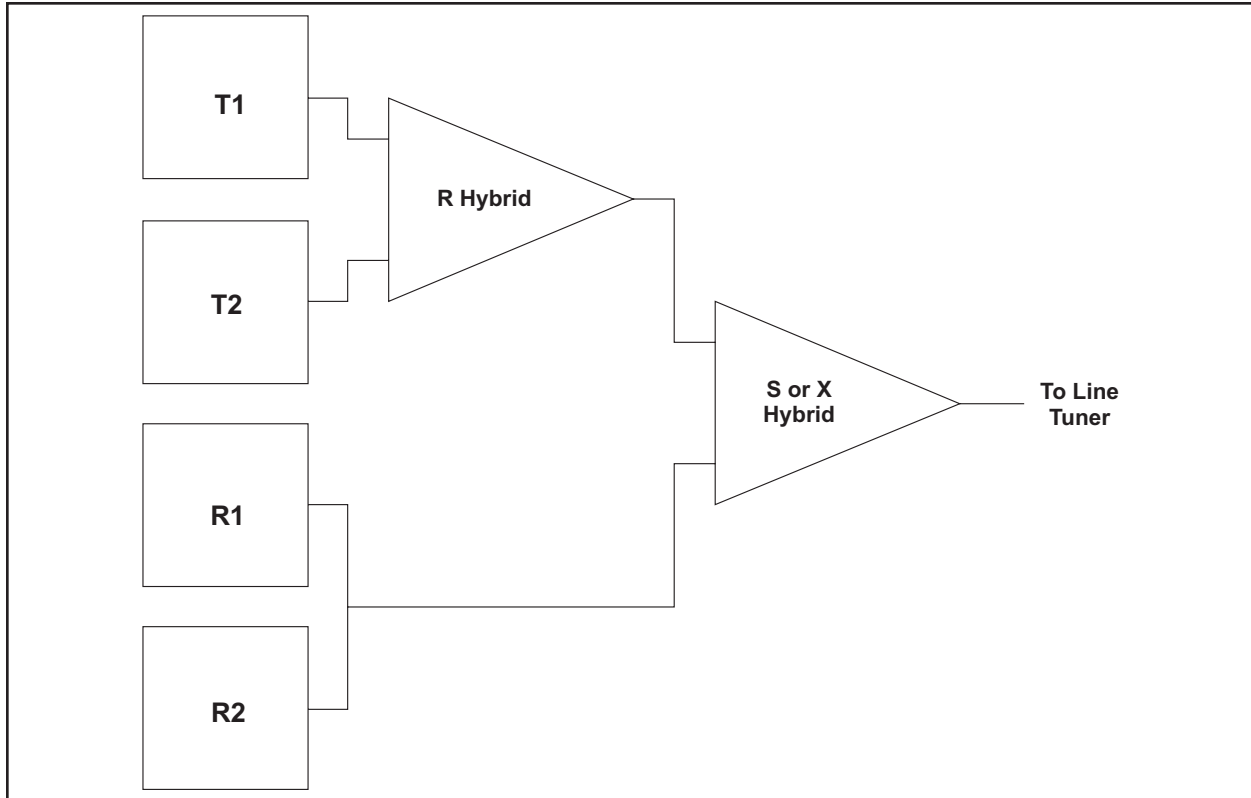 T1
R Hybrid
T2
S or X
Hybrid
To Line
Tuner
R1
R2